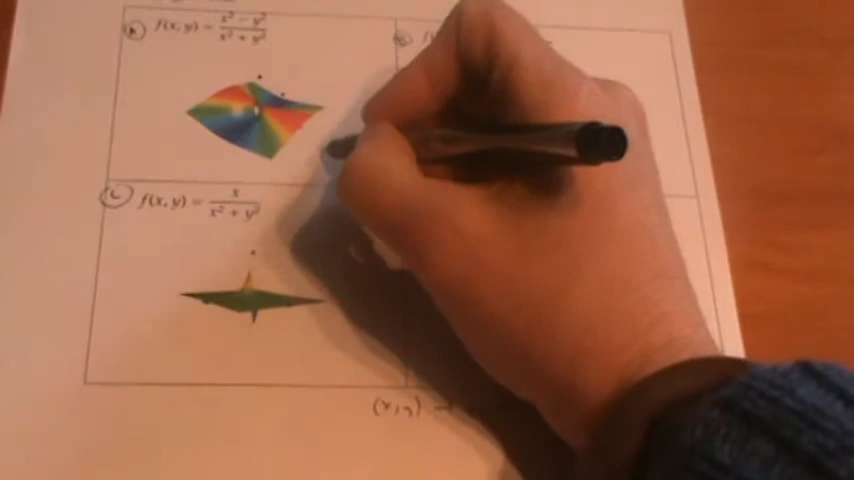 (A) f(x, y) = x² − y² / x² + y²
(C) f(x, y) = x / x² + y²
(x, y) →